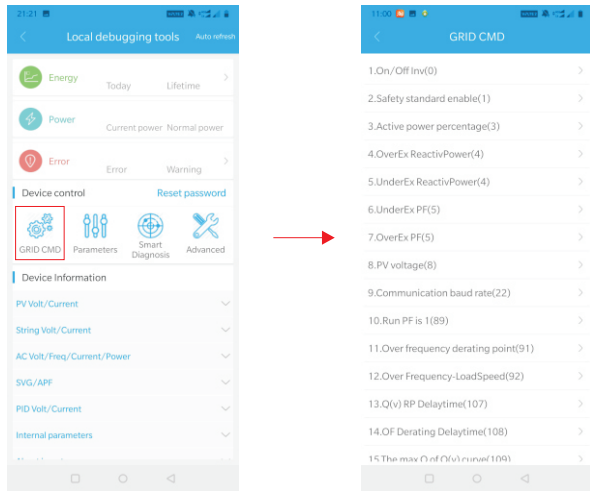 21:21
Local debugging tools
Auto refresh
Energy
Today
Lifetime
Power
Current power
Normal power
Error
Error
Warning
Device control
Reset password
GRID CMD
Parameters
Smart
Diagnosis
Advanced
Device Information
PV Volt/Current
String Volt/Current
AC Volt/Freq/Current/Power
SVG/APF
PID Volt/Current
Internal parameters
11:00
GRID CMD
1.On/Off Inv(0)
2.Safety standard enable(1)
3.Active power percentage(3)
4.OverEx ReactivPower(4)
5.UnderEx ReactivPower(4)
6.UnderEx PF(5)
7.OverEx PF(5)
8.PV voltage(8)
9.Communication baud rate(22)
10.Run PF is 1(89)
11.Over frequency derating point(91)
12.Over Frequency-LoadSpeed(92)
13.Q(v) RP Delaytime(107)
14.OF Derating Delaytime(108)
15.The max Q of Q(v) curve(109)